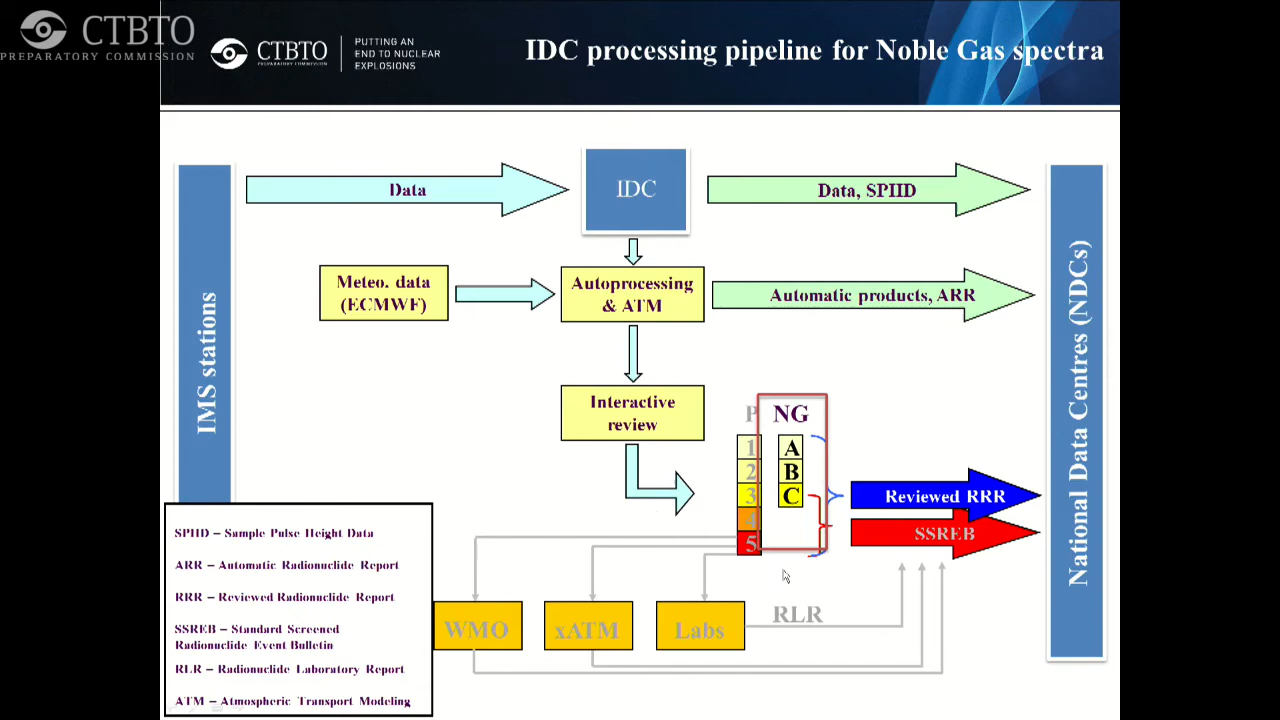 CTBTO
PREPARATORY COMMISSION
CTBTO
PREPARATORY COMMISSION
PUTTING AN
END TO NUCLEAR
EXPLOSIONS
IDC processing pipeline for Noble Gas spectra
IMS stations
Data
IDC
Data, SPHD
Meteo. data
(ECMWF)
Autoprocessing
& ATM
Automatic products, ARR
Interactive
review
P
NG
1
A
2
B
3
C
4
5
Reviewed RRR
SSREB
National Data Centres (NDCs)
WMO
xATM
Labs
RLR
SPHD – Sample Pulse Height Data
ARR – Automatic Radionuclide Report
RRR – Reviewed Radionuclide Report
SSREB – Standard Screened
Radionuclide Event Bulletin
RLR – Radionuclide Laboratory Report
ATM – Atmospheric Transport Modeling